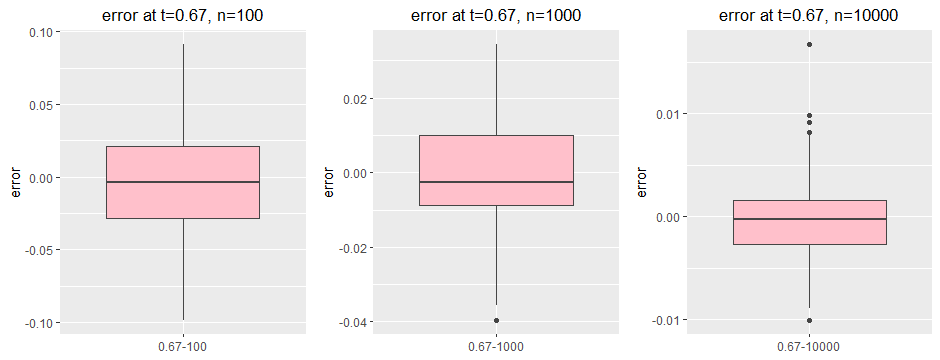 error at t=0.67, n=100
error
0.10
0.05
0.00
-0.05
-0.10
0.67-100
error at t=0.67, n=1000
error
0.02
0.00
-0.02
-0.04
0.67-1000
error at t=0.67, n=10000
error
0.01
0.00
-0.01
0.67-10000